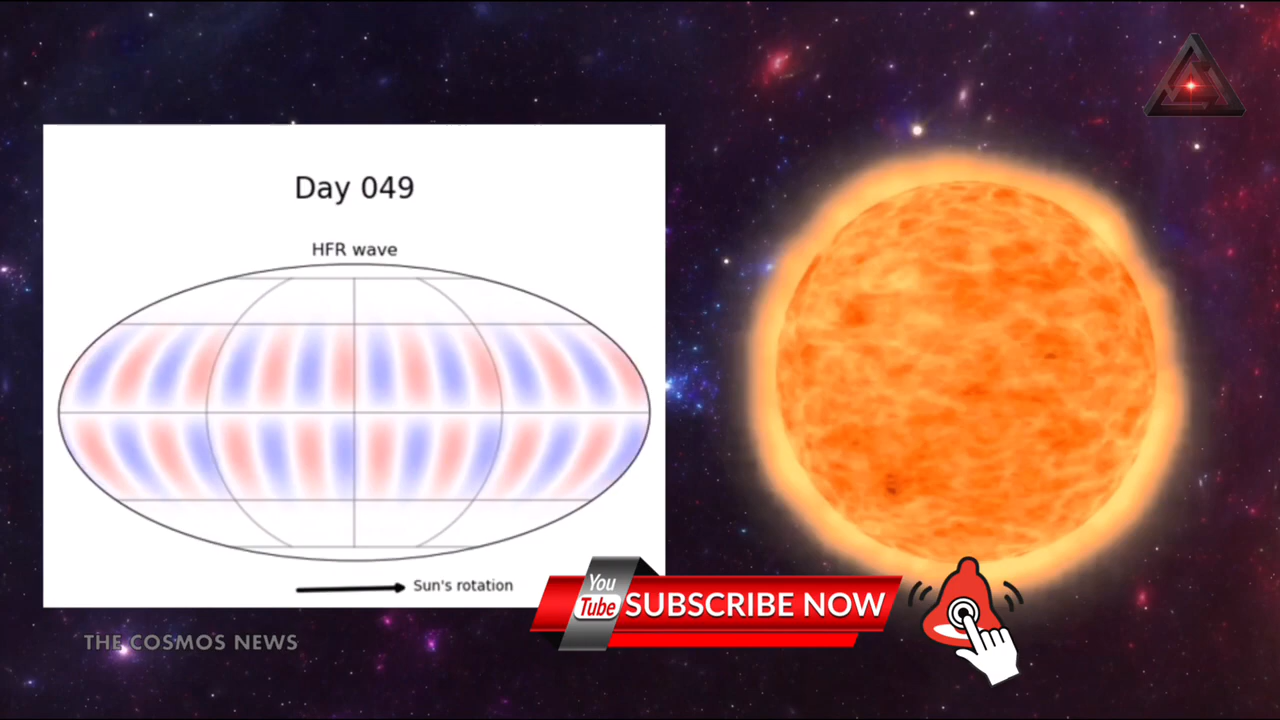 Day 049
HFR wave
Sun's rotation
You
Tube
SUBSCRIBE NOW
THE COSMOS NEWS